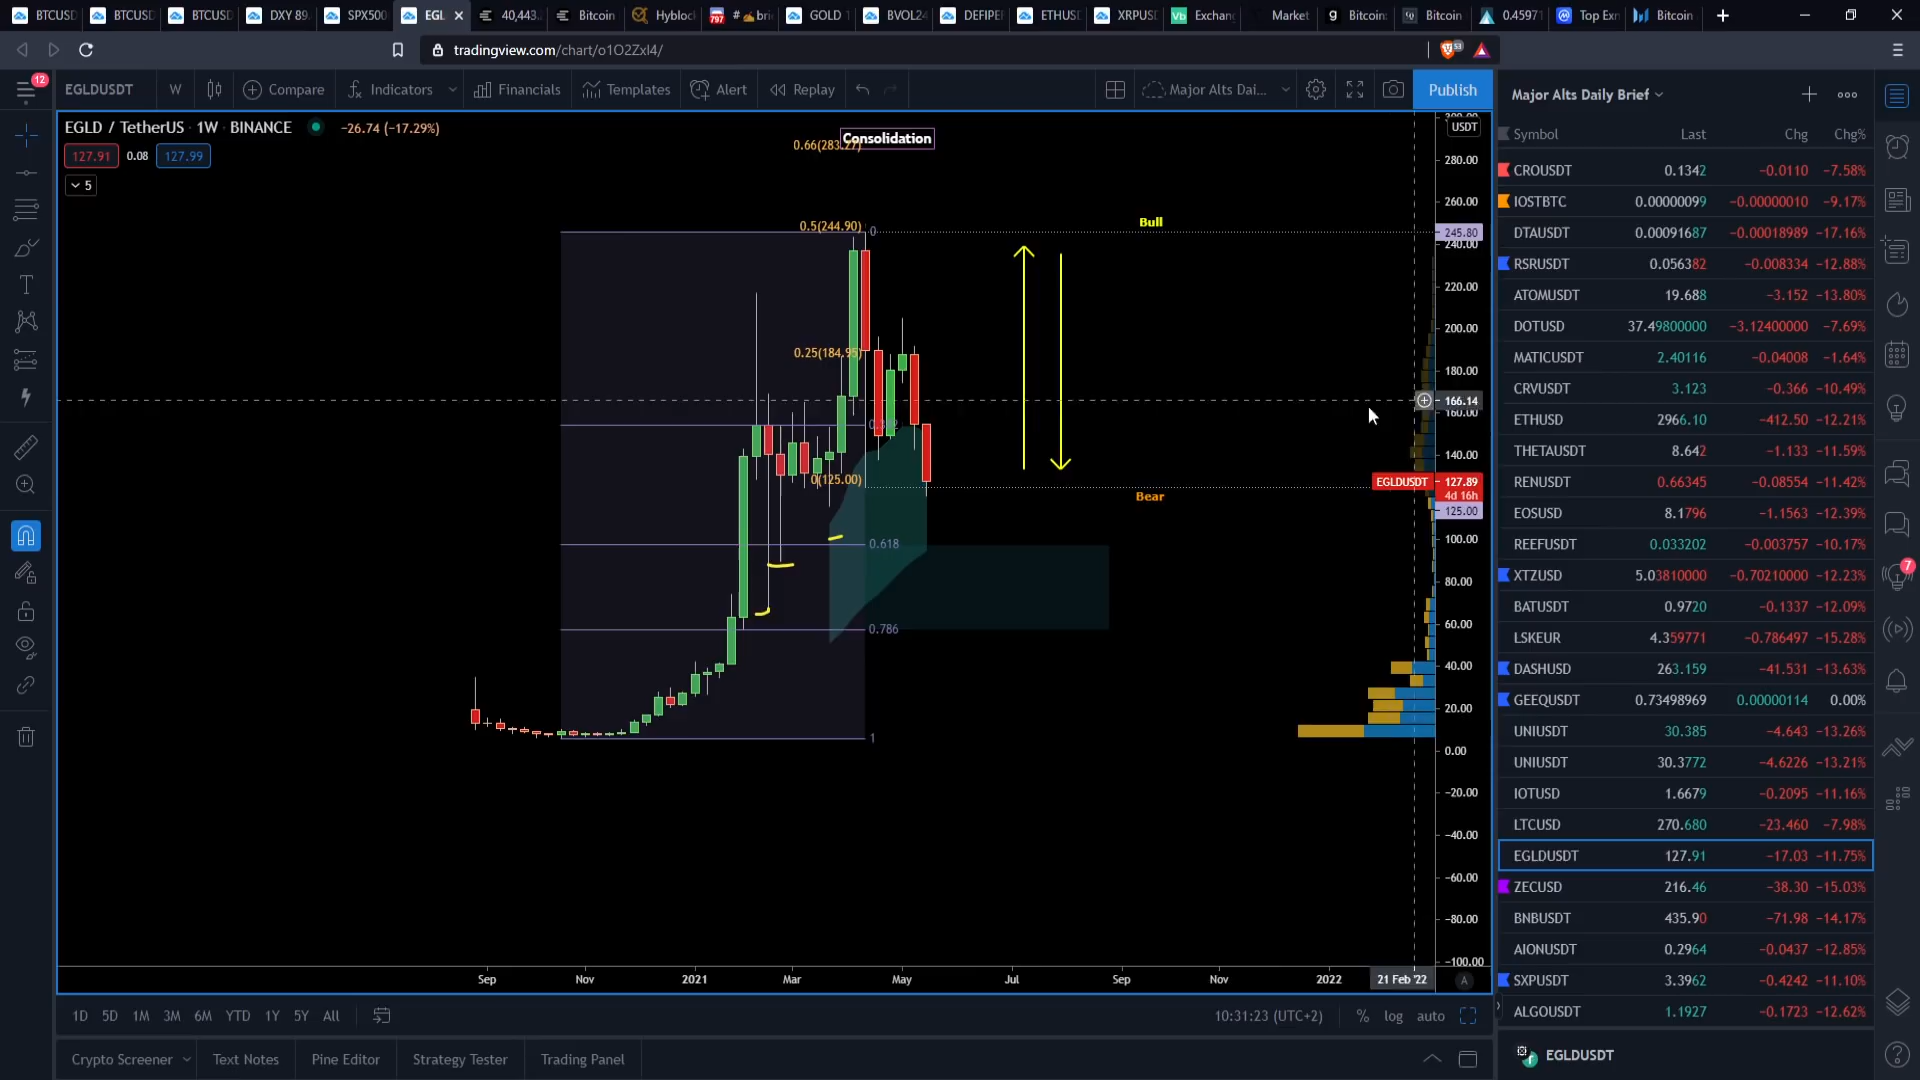 BTCUSD BTCUSD BTCUSD DXY 89. SPX500 EGL 40,443. Bitcoin Hyblock 797 GOLD BVOL24 DEFIPER ETHUSD XRPUSD Vb Exchang Market Bitcoin Bitcoin 0.45971 Top Exc Bitcoin
tradingview.com/chart/o1O2Zxl4/ 53
12 EGLDUSDT W Compare Indicators Financials Templates Alert Replay Major Alts Dai... Publish
Major Alts Daily Brief
EGLD / TetherUS · 1W · BINANCE −26.74 (−17.29%)
127.91 0.08 127.99
5
Consolidation
0.66(283.27)
0.5(244.90) 0
0.25(184.95)
0(125.00)
0.618
0.786
1
Bull
Bear
USDT
280.00
260.00
245.80
240.00
220.00
200.00
180.00
166.14
160.00
140.00
EGLDUSDT 127.89
4d 16h
125.00
100.00
80.00
60.00
40.00
20.00
0.00
−20.00
−40.00
−60.00
−80.00
−100.00
Sep Nov 2021 Mar May Jul Sep Nov 2022 21 Feb '22 A
1D 5D 1M 3M 6M YTD 1Y 5Y All 10:31:23 (UTC+2) % log auto
Crypto Screener Text Notes Pine Editor Strategy Tester Trading Panel
Symbol Last Chg Chg%
CROUSDT 0.1342 −0.0110 −7.58%
IOSTBTC 0.00000099 −0.00000010 −9.17%
DTAUSDT 0.00091687 −0.00018989 −17.16%
RSRUSDT 0.056382 −0.008334 −12.88%
ATOMUSDT 19.688 −3.152 −13.80%
DOTUSD 37.49800000 −3.12400000 −7.69%
MATICUSDT 2.40116 −0.04008 −1.64%
CRVUSDT 3.123 −0.366 −10.49%
ETHUSD 2966.10 −412.50 −12.21%
THETAUSDT 8.642 −1.133 −11.59%
RENUSDT 0.66345 −0.08554 −11.42%
EOSUSD 8.1796 −1.1563 −12.39%
REEFUSDT 0.033202 −0.003757 −10.17%
XTZUSD 5.03810000 −0.70210000 −12.23%
BATUSDT 0.9720 −0.1337 −12.09%
LSKEUR 4.359771 −0.786497 −15.28%
DASHUSD 263.159 −41.531 −13.63%
GEEQUSDT 0.73498969 0.00000114 0.00%
UNIUSDT 30.385 −4.643 −13.26%
UNIUSDT 30.3772 −4.6226 −13.21%
IOTUSD 1.6679 −0.2095 −11.16%
LTCUSD 270.680 −23.460 −7.98%
EGLDUSDT 127.91 −17.03 −11.75%
ZECUSD 216.46 −38.30 −15.03%
BNBUSDT 435.90 −71.98 −14.17%
AIONUSDT 0.2964 −0.0437 −12.85%
SXPUSDT 3.3962 −0.4242 −11.10%
ALGOUSDT 1.1927 −0.1723 −12.62%
EGLDUSDT
7